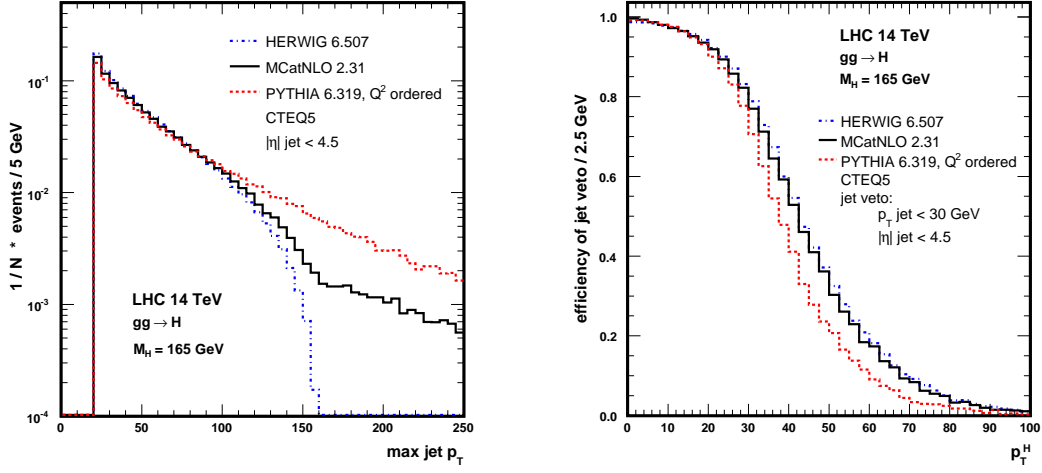 1 / N * events / 5 GeV
10⁻¹
10⁻²
10⁻³
10⁻⁴
HERWIG 6.507
MCatNLO 2.31
PYTHIA 6.319, Q² ordered
CTEQ5
|η| jet < 4.5
LHC 14 TeV
gg → H
M_H = 165 GeV
0 50 100 150 200 250
max jet p_T
efficiency of jet veto / 2.5 GeV
1.0
0.8
0.6
0.4
0.2
0.0
LHC 14 TeV
gg → H
M_H = 165 GeV
HERWIG 6.507
MCatNLO 2.31
PYTHIA 6.319, Q² ordered
CTEQ5
jet veto:
p_T jet < 30 GeV
|η| jet < 4.5
0 10 20 30 40 50 60 70 80 90 100
p_T^H